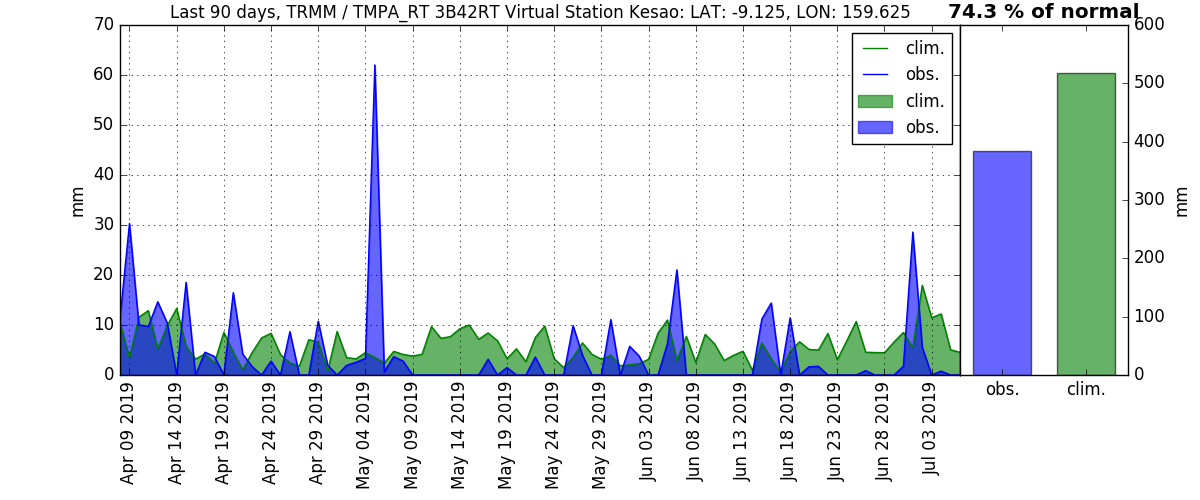 Last 90 days, TRMM / TMPA_RT 3B42RT Virtual Station Kesao: LAT: -9.125, LON: 159.625
74.3 % of normal
70
60
50
40
30
20
10
0
mm
clim.
obs.
clim.
obs.
600
500
400
300
200
100
0
mm
obs.
clim.
Apr 09 2019
Apr 14 2019
Apr 19 2019
Apr 24 2019
Apr 29 2019
May 04 2019
May 09 2019
May 14 2019
May 19 2019
May 24 2019
May 29 2019
Jun 03 2019
Jun 08 2019
Jun 13 2019
Jun 18 2019
Jun 23 2019
Jun 28 2019
Jul 03 2019